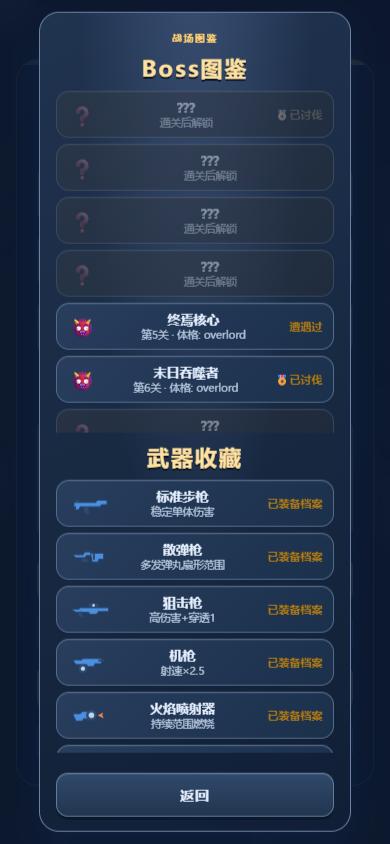 战场图鉴
Boss图鉴
???
通关后解锁
已讨伐
???
通关后解锁
???
通关后解锁
???
通关后解锁
终焉核心
第5关 · 体格: overlord
遭遇过
末日吞噬者
第6关 · 体格: overlord
已讨伐
???
武器收藏
标准步枪
稳定单体伤害
已装备档案
散弹枪
多发弹丸扇形范围
已装备档案
狙击枪
高伤害+穿透1
已装备档案
机枪
射速×2.5
已装备档案
火焰喷射器
持续范围燃烧
已装备档案
返回